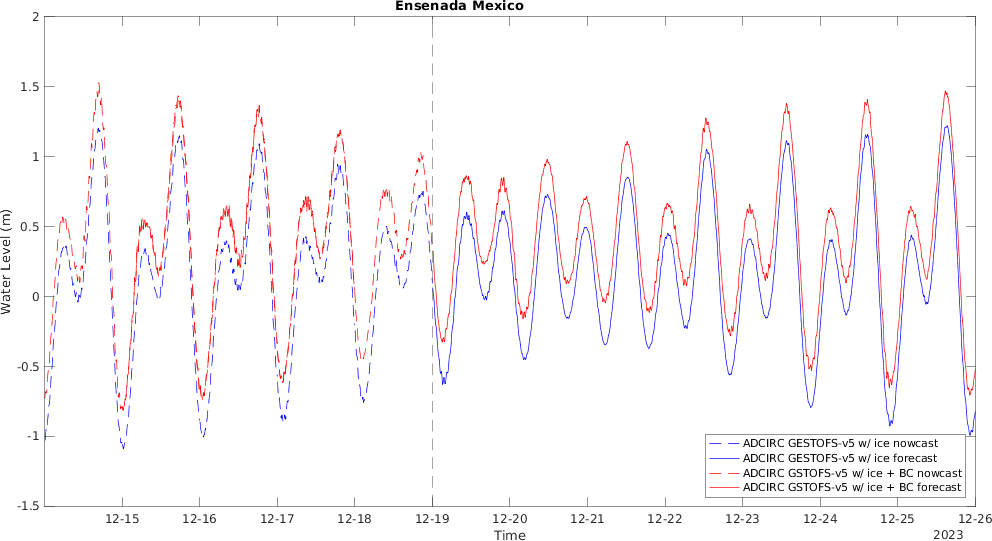 Ensenada Mexico
2
1.5
1
0.5
0
-0.5
-1
-1.5
Water Level (m)
12-15 12-16 12-17 12-18 12-19 12-20 12-21 12-22 12-23 12-24 12-25 12-26
Time
2023
ADCIRC GESTOFS-v5 w/ ice nowcast
ADCIRC GESTOFS-v5 w/ ice forecast
ADCIRC GSTOFS-v5 w/ ice + BC nowcast
ADCIRC GSTOFS-v5 w/ ice + BC forecast